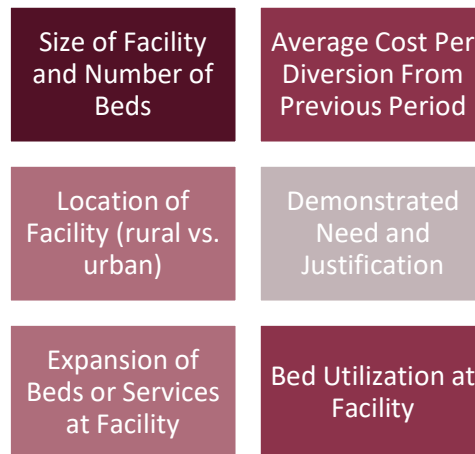 Size of Facility
and Number of
Beds
Average Cost Per
Diversion From
Previous Period
Location of
Facility (rural vs.
urban)
Demonstrated
Need and
Justification
Expansion of
Beds or Services
at Facility
Bed Utilization at
Facility